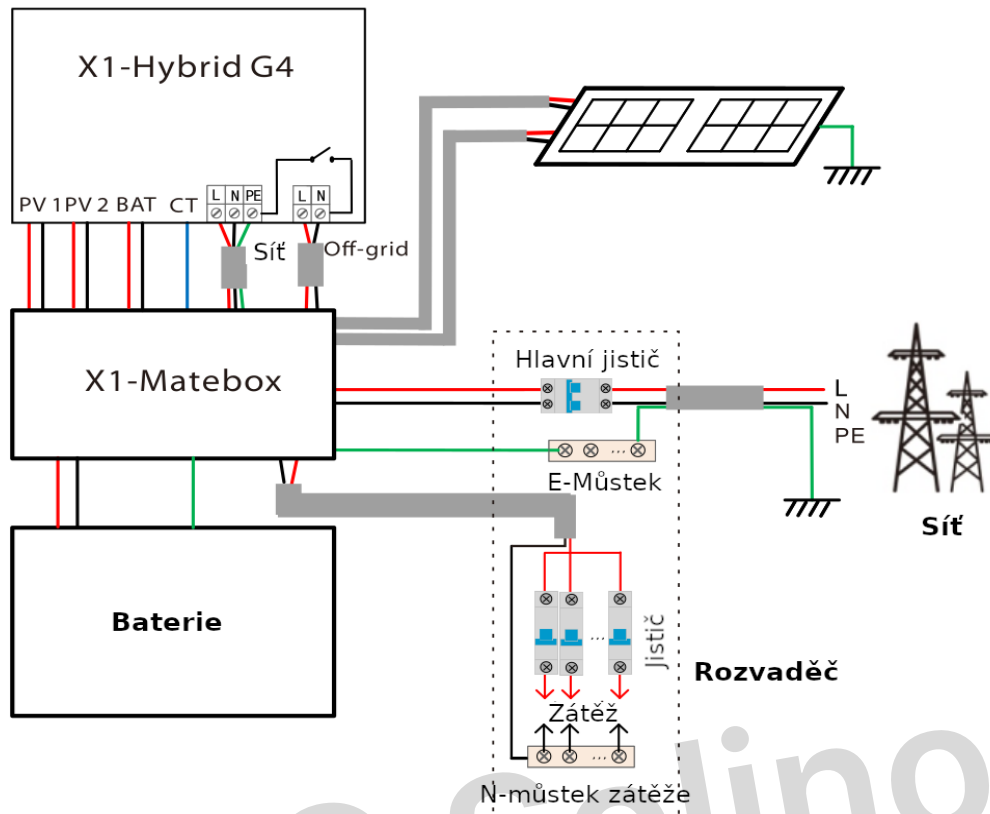 X1-Hybrid G4
PV 1 PV 2 BAT CT L N PE L N
Síť Off-grid
X1-Matebox
Hlavní jistič
L
N
PE
E-Můstek
Síť
Baterie
...
Jistič
Rozvaděč
Zátěž
...
N-můstek zátěže
Solino